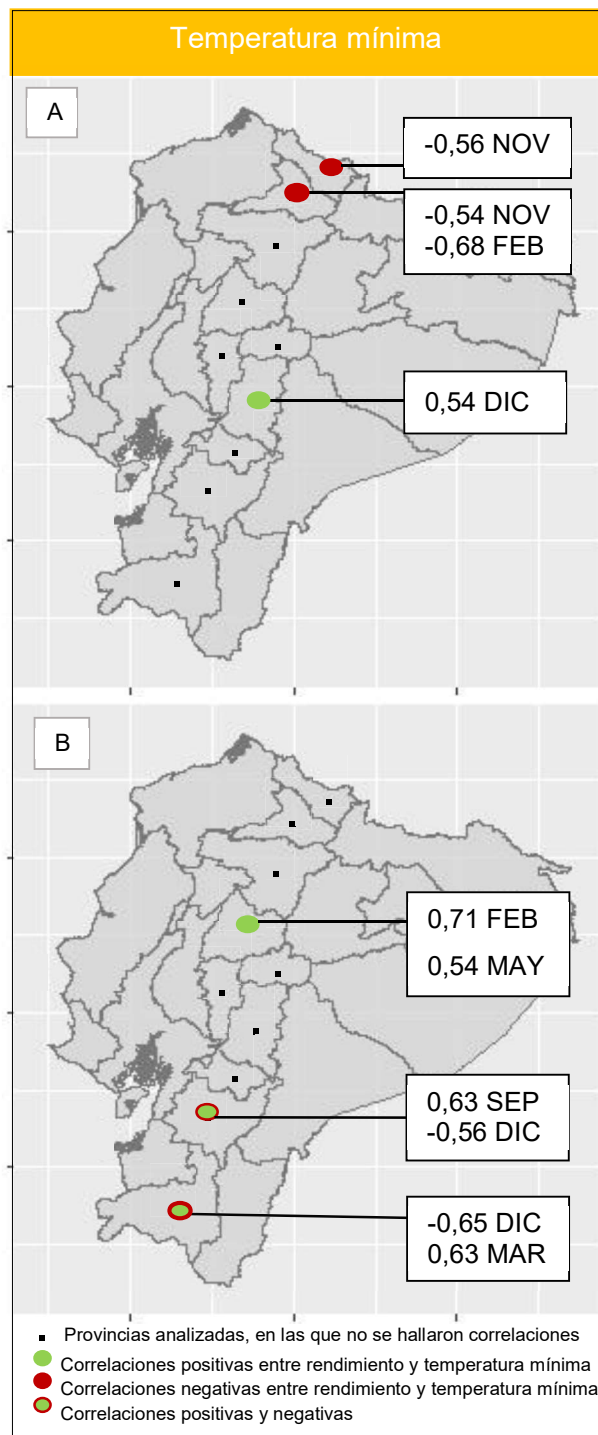 Temperatura mínima
A
-0,56 NOV
-0,54 NOV
-0,68 FEB
0,54 DIC
B
0,71 FEB
0,54 MAY
0,63 SEP
-0,56 DIC
-0,65 DIC
0,63 MAR
Provincias analizadas, en las que no se hallaron correlaciones
Correlaciones positivas entre rendimiento y temperatura mínima
Correlaciones negativas entre rendimiento y temperatura mínima
Correlaciones positivas y negativas